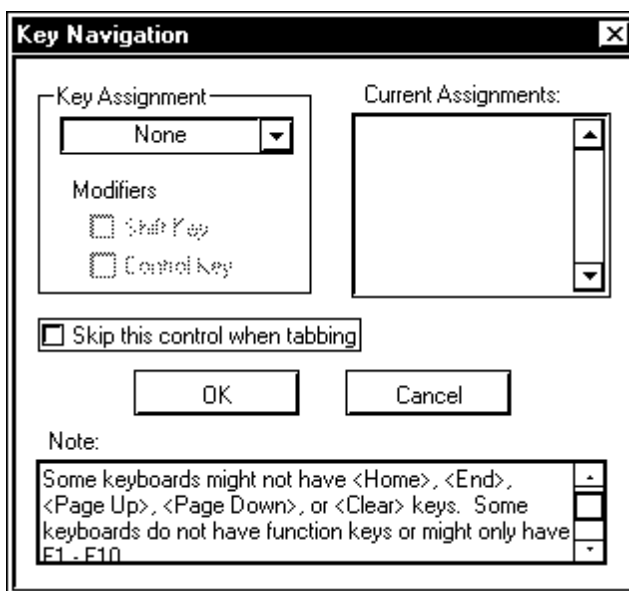 Key Navigation
Key Assignment
Current Assignments:
None
Modifiers
Shift Key
Control Key
Skip this control when tabbing
OK
Cancel
Note:
Some keyboards might not have <Home>, <End>,
<Page Up>, <Page Down>, or <Clear> keys.  Some
keyboards do not have function keys or might only have
F1 - F10